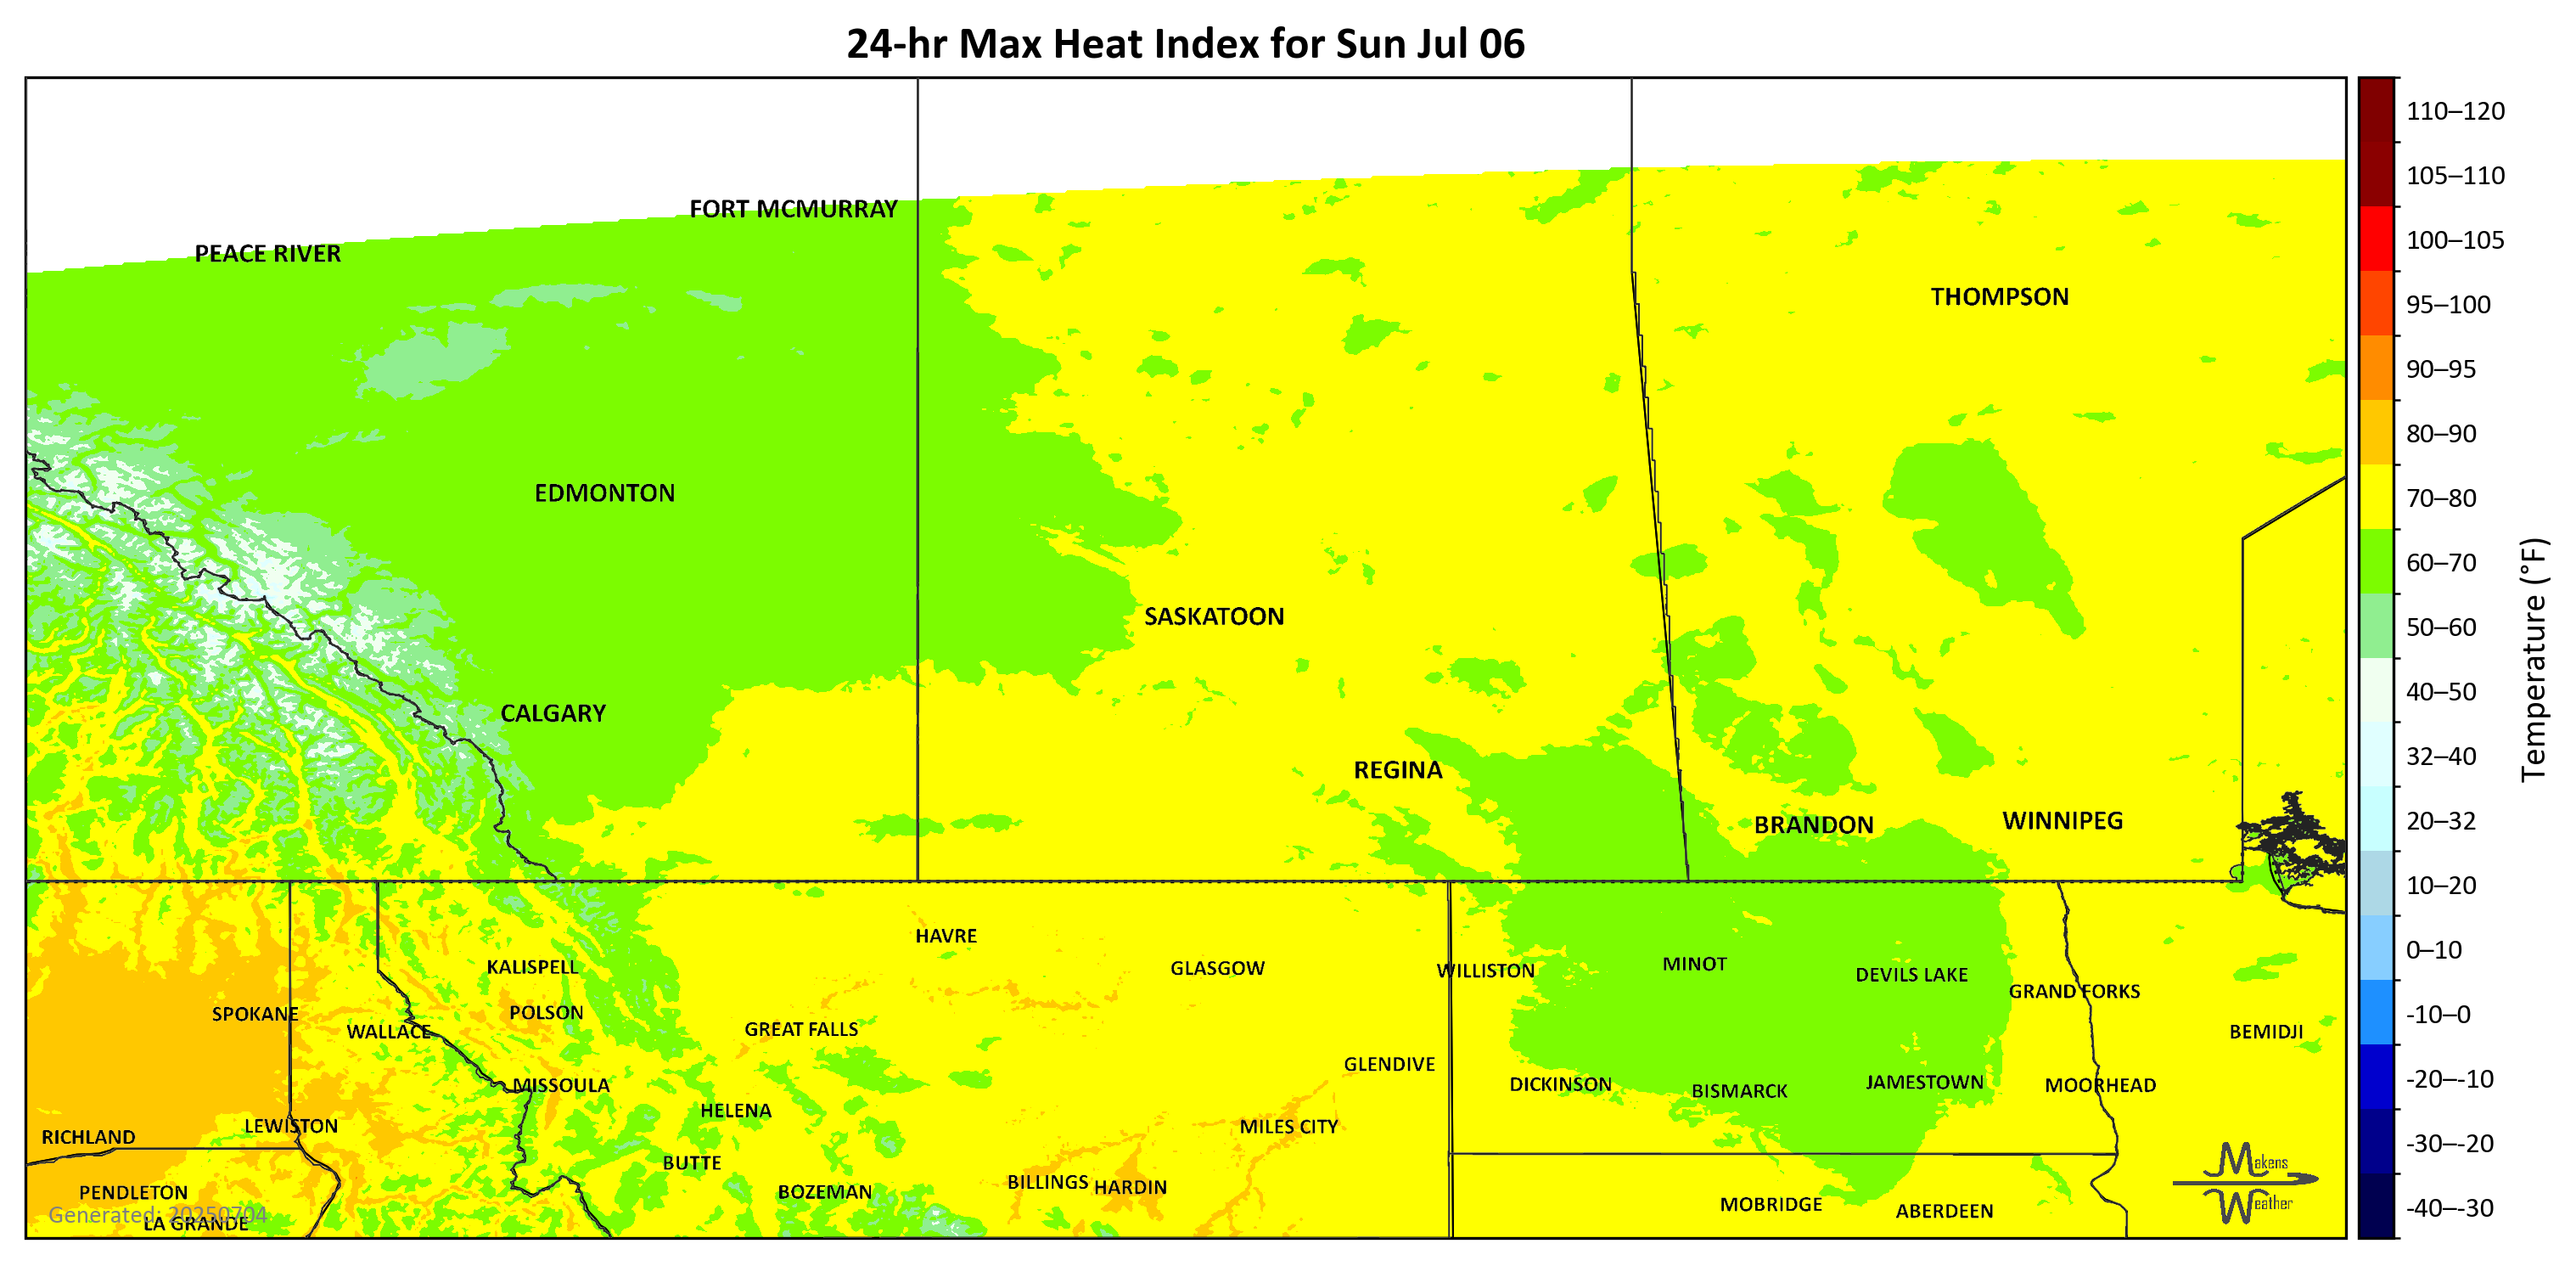 24-hr Max Heat Index for Sun Jul 06
110–120
105–110
100–105
95–100
90–95
80–90
70–80
60–70
50–60
40–50
32–40
20–32
10–20
0–10
-10–0
-20–-10
-30–-20
-40–-30
Temperature (°F)
FORT MCMURRAY
PEACE RIVER
THOMPSON
EDMONTON
SASKATOON
CALGARY
REGINA
BRANDON
WINNIPEG
HAVRE
KALISPELL
GLASGOW
WILLISTON
MINOT
DEVILS LAKE
GRAND FORKS
SPOKANE
POLSON
WALLACE
GREAT FALLS
BEMIDJI
GLENDIVE
MISSOULA
DICKINSON
BISMARCK
JAMESTOWN
MOORHEAD
HELENA
LEWISTON
MILES CITY
RICHLAND
BUTTE
BILLINGS
HARDIN
PENDLETON
BOZEMAN
MOBRIDGE
ABERDEEN
LA GRANDE
Generated: 20250704
Makens
Weather